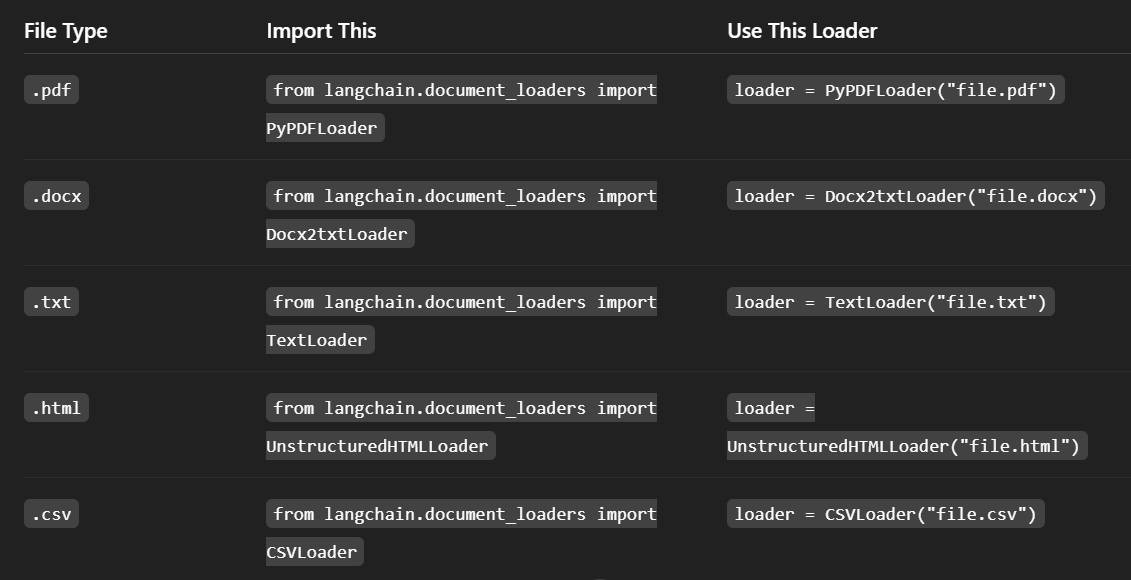 File Type Import This Use This Loader
.pdf from langchain.document_loaders import loader = PyPDFLoader("file.pdf")
PyPDFLoader
.docx from langchain.document_loaders import loader = Docx2txtLoader("file.docx")
Docx2txtLoader
.txt from langchain.document_loaders import loader = TextLoader("file.txt")
TextLoader
.html from langchain.document_loaders import loader =
UnstructuredHTMLLoader UnstructuredHTMLLoader("file.html")
.csv from langchain.document_loaders import loader = CSVLoader("file.csv")
CSVLoader